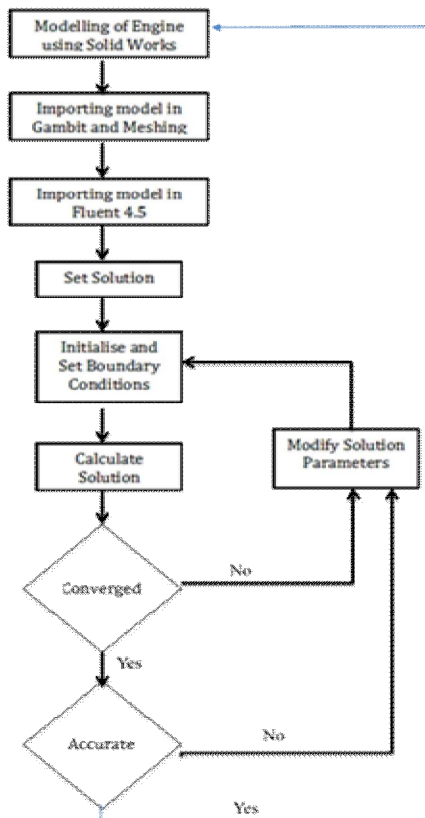 Modelling of Engine
using Solid Works
Importing model in
Gambit and Meshing
Importing model in
Fluent 4.5
Set Solution
Initialise and
Set Boundary
Conditions
Calculate
Solution
Modify Solution
Parameters
Converged
No
Yes
Accurate
No
Yes